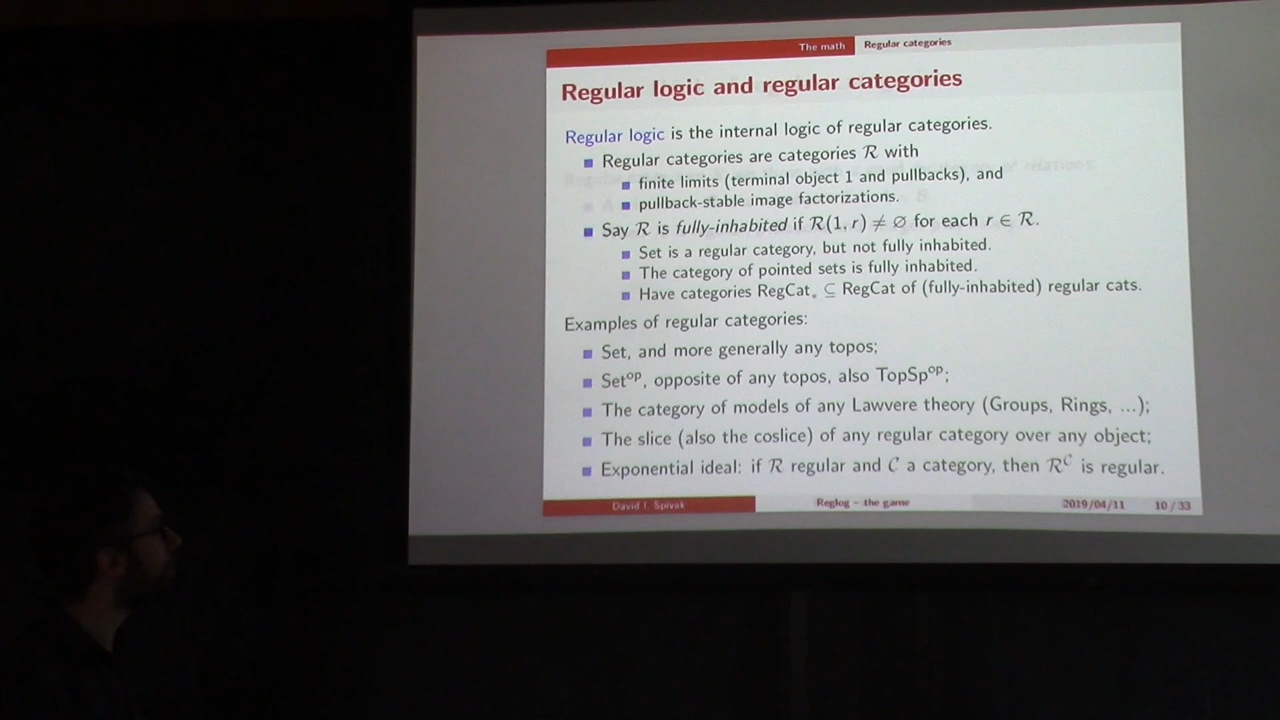 The math Regular categories
Regular logic and regular categories
Regular logic is the internal logic of regular categories.
Regular categories are categories ℛ with
finite limits (terminal object 1 and pullbacks), and
pullback-stable image factorizations.
Say ℛ is fully-inhabited if ℛ(1, r) ≠ ∅ for each r ∈ ℛ.
Set is a regular category, but not fully inhabited.
The category of pointed sets is fully inhabited.
Have categories RegCat* ⊆ RegCat of (fully-inhabited) regular cats.
Examples of regular categories:
Set, and more generally any topos;
Setᵒᵖ, opposite of any topos, also TopSpᵒᵖ;
The category of models of any Lawvere theory (Groups, Rings, ...);
The slice (also the coslice) of any regular category over any object;
Exponential ideal: if ℛ regular and 𝒞 a category, then ℛ^𝒞 is regular.
David I. Spivak Reglog – the game 2019/04/11 10 / 33